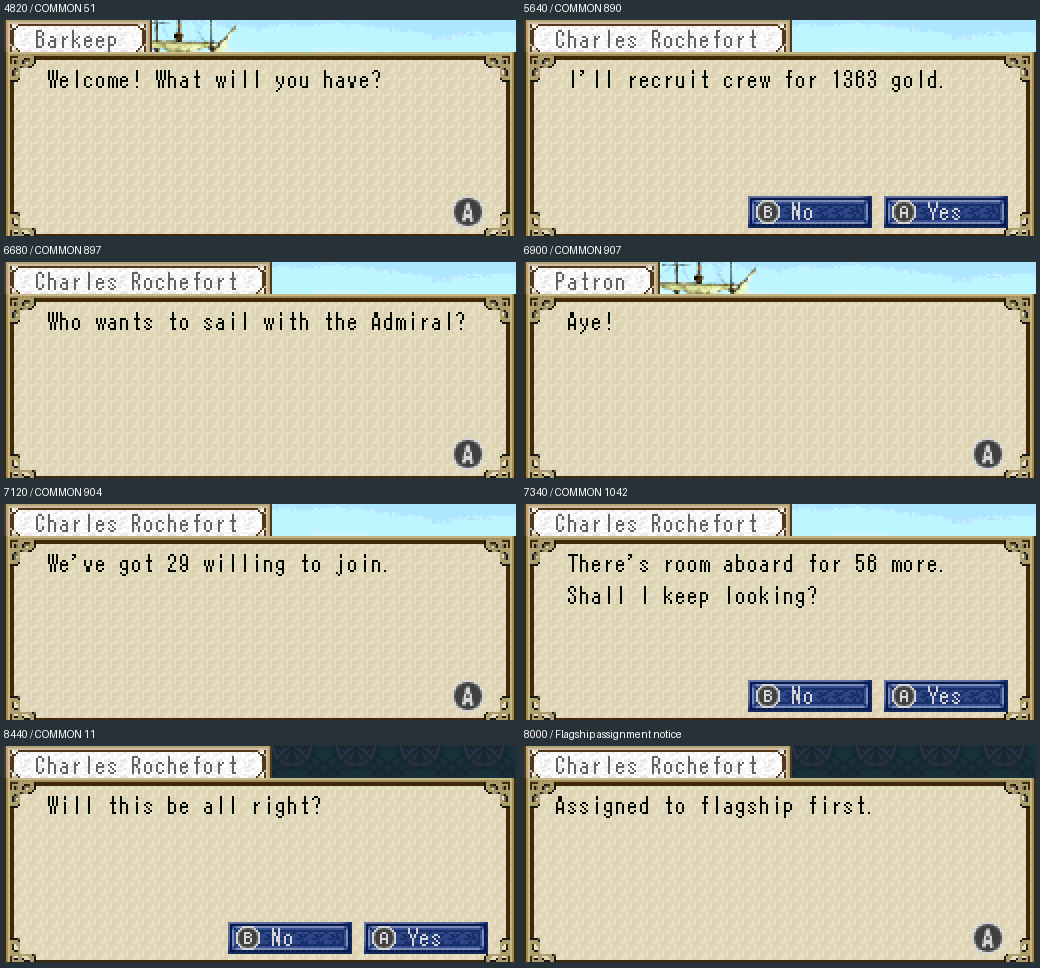 4820 / COMMON 51
Barkeep
Welcome! What will you have?
A
5640 / COMMON 890
Charles Rochefort
I'll recruit crew for 1363 gold.
B No
A Yes
6680 / COMMON 897
Charles Rochefort
Who wants to sail with the Admiral?
A
6900 / COMMON 907
Patron
Aye!
A
7120 / COMMON 904
Charles Rochefort
We've got 29 willing to join.
A
7340 / COMMON 1042
Charles Rochefort
There's room aboard for 56 more.
Shall I keep looking?
B No
A Yes
8440 / COMMON 11
Charles Rochefort
Will this be all right?
B No
A Yes
8000 / Flagship assignment notice
Charles Rochefort
Assigned to flagship first.
A